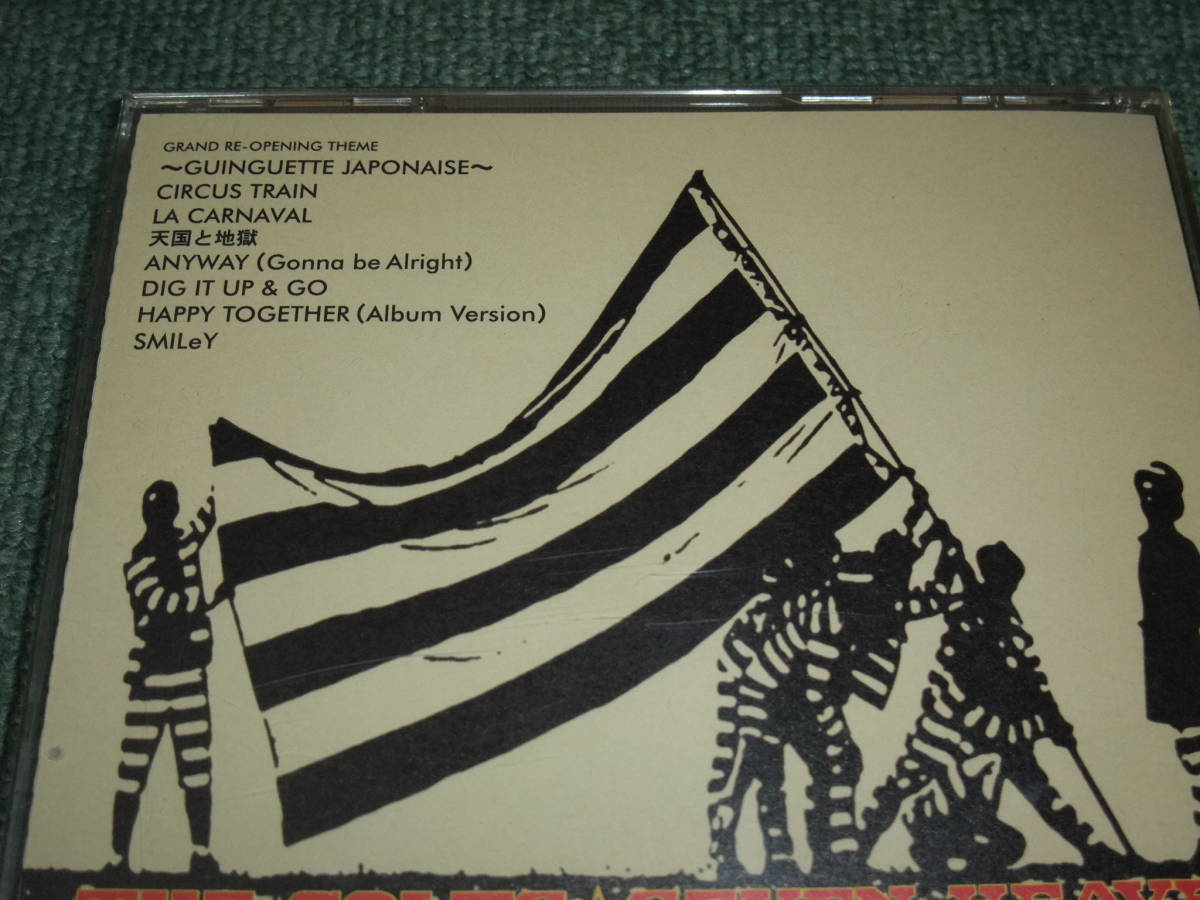 GRAND RE-OPENING THEME
~GUINGUETTE JAPONAISE~
CIRCUS TRAIN
LA CARNAVAL
天国と地獄
ANYWAY (Gonna be Alright)
DIG IT UP & GO
HAPPY TOGETHER (Album Version)
SMILeY
THE